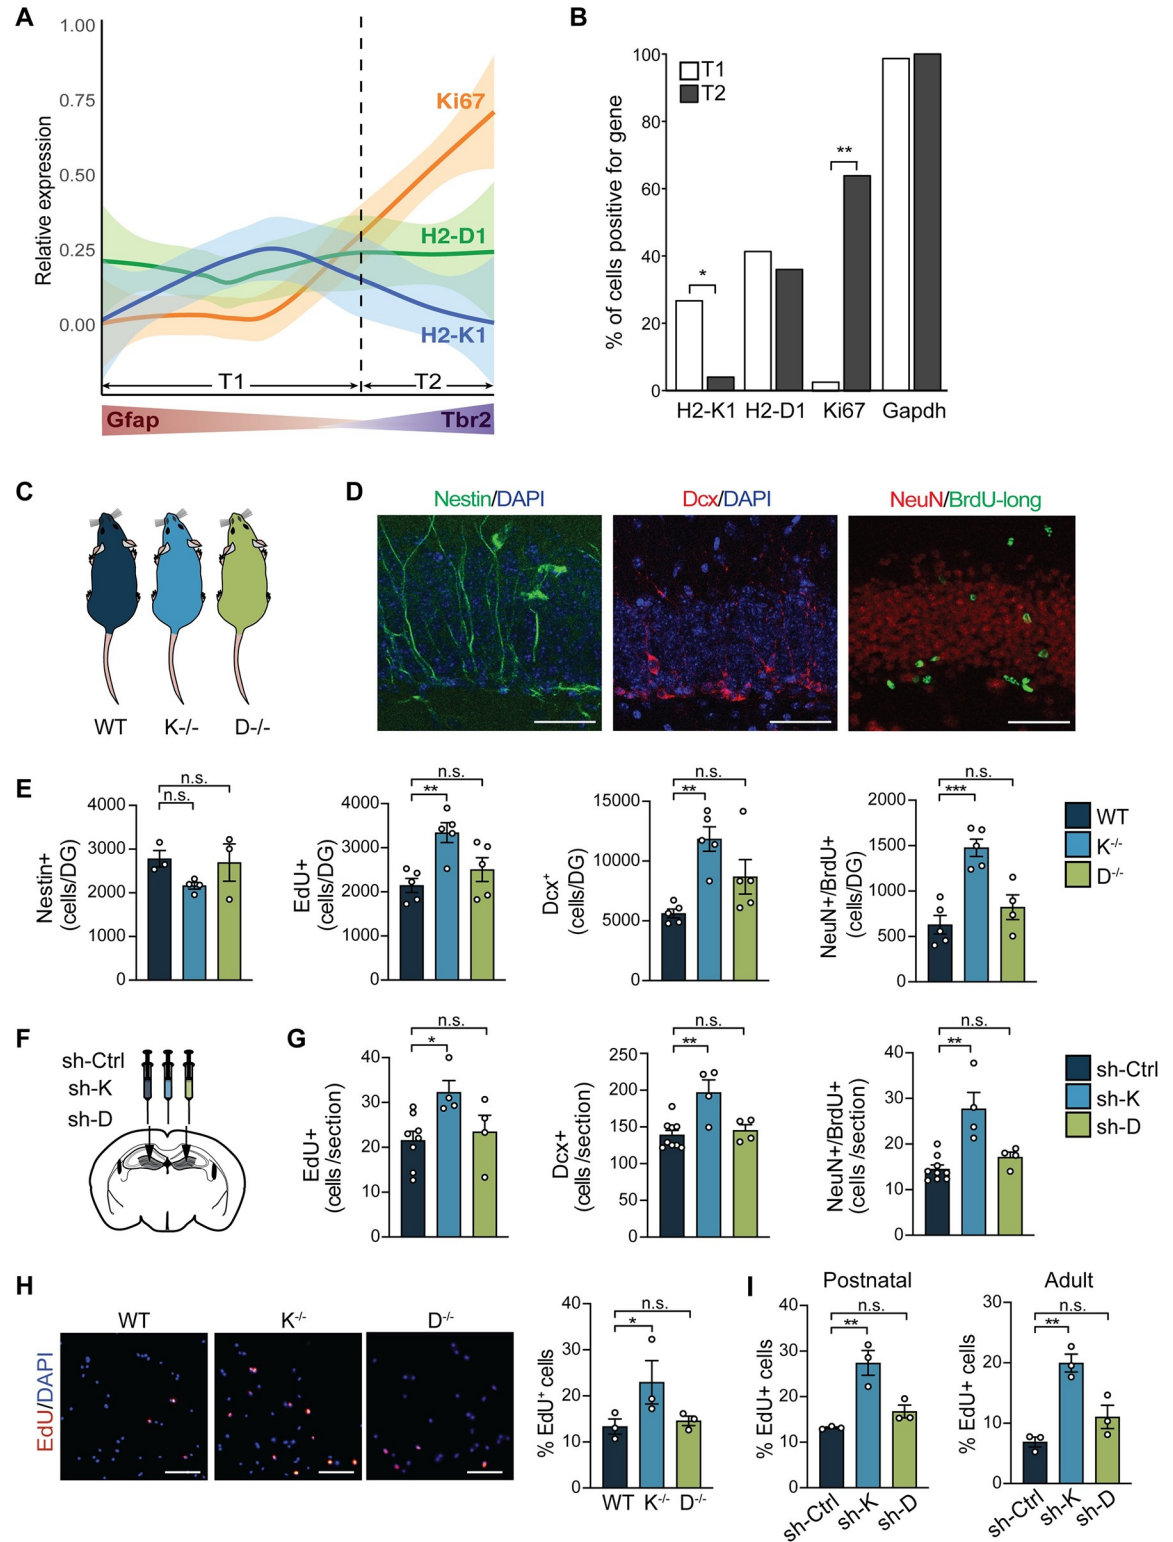 A
1.00
0.75
0.50
0.25
0.00
Relative expression
Ki67
H2-D1
H2-K1
T1
T2
Gfap
Tbr2
B
100
80
60
40
20
0
% of cells positive for gene
T1
T2
*
**
H2-K1 H2-D1 Ki67 Gapdh
C
WT K-/- D-/-
D
Nestin/DAPI
Dcx/DAPI
NeuN/BrdU-long
E
n.s.
n.s.
4000
3000
2000
1000
0
Nestin+
(cells/DG)
n.s.
**
4000
3000
2000
1000
0
EdU+
(cells/DG)
n.s.
**
15000
10000
5000
0
Dcx⁺
(cells/DG)
n.s.
***
2000
1500
1000
500
0
NeuN+/BrdU+
(cells/DG)
WT
K⁻/⁻
D⁻/⁻
F
sh-Ctrl
sh-K
sh-D
G
n.s.
*
40
30
20
10
0
EdU+
(cells /section)
n.s.
**
250
200
150
100
50
0
Dcx+
(cells /section)
n.s.
**
40
30
20
10
0
NeuN+/BrdU+
(cells /section)
sh-Ctrl
sh-K
sh-D
H
WT
K⁻/⁻
D⁻/⁻
EdU/DAPI
n.s.
*
40
30
20
10
0
% EdU⁺ cells
WT K⁻/⁻ D⁻/⁻
I
Postnatal
n.s.
**
40
30
20
10
0
% EdU+ cells
sh-Ctrl
sh-K
sh-D
Adult
n.s.
**
30
20
10
0
% EdU+ cells
sh-Ctrl
sh-K
sh-D